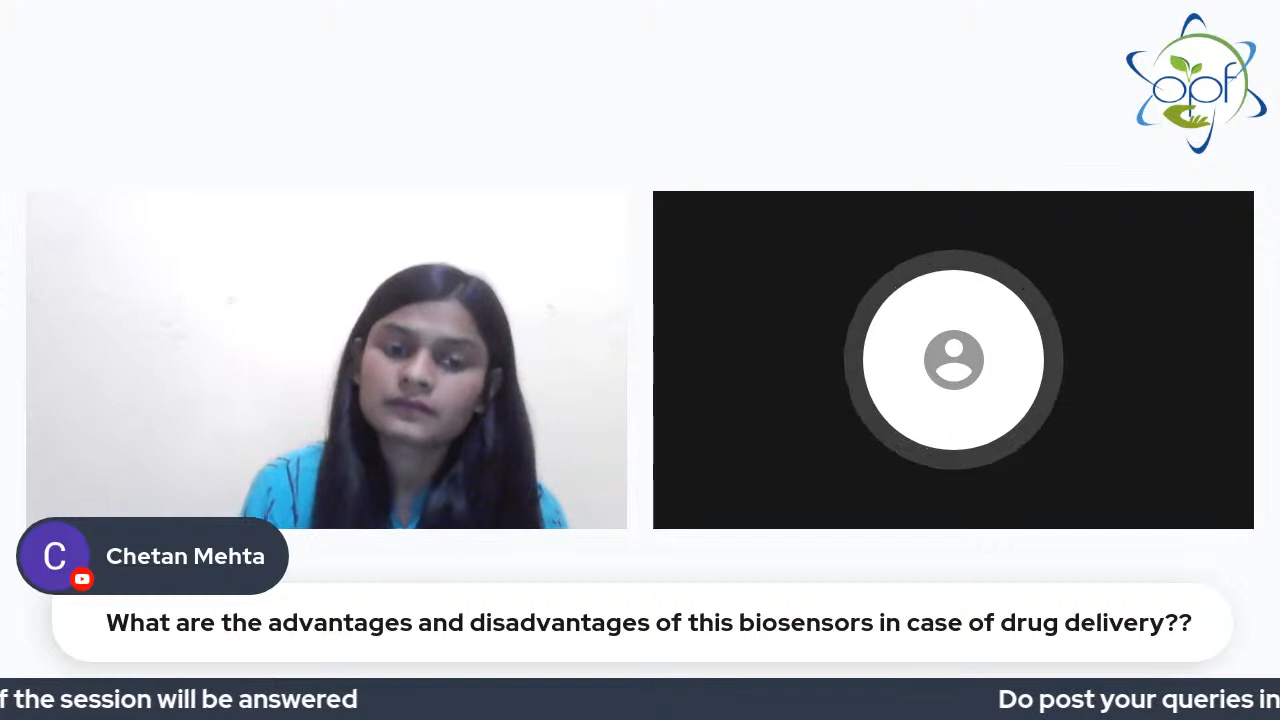 opf
C
Chetan Mehta
What are the advantages and disadvantages of this biosensors in case of drug delivery??
f the session will be answered
Do post your queries in